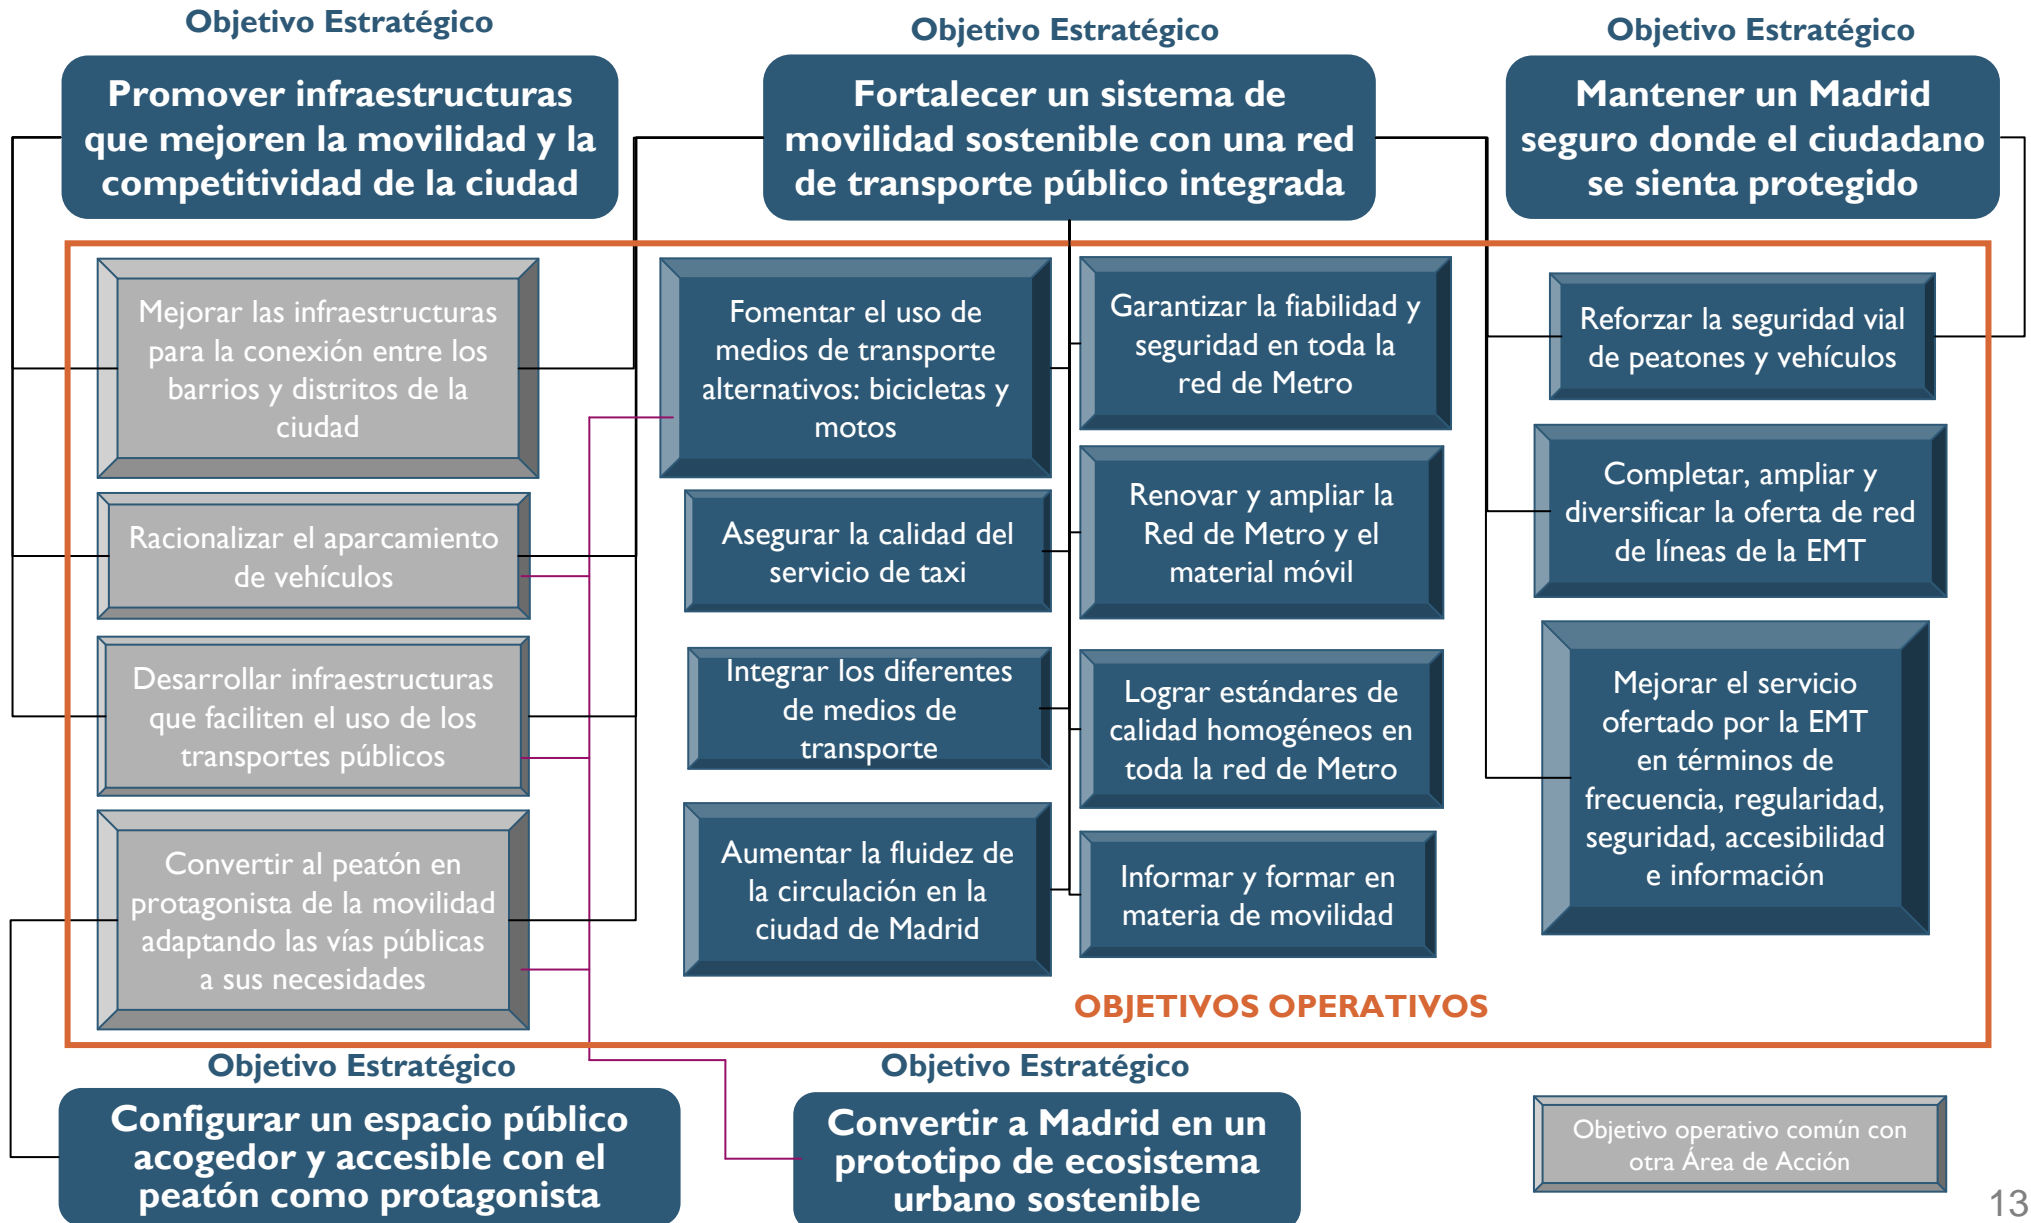 Objetivo Estratégico
Promover infraestructuras
que mejoren la movilidad y la
competitividad de la ciudad
Objetivo Estratégico
Fortalecer un sistema de
movilidad sostenible con una red
de transporte público integrada
Objetivo Estratégico
Mantener un Madrid
seguro donde el ciudadano
se sienta protegido
Mejorar las infraestructuras
para la conexión entre los
barrios y distritos de la
ciudad
Racionalizar el aparcamiento
de vehículos
Desarrollar infraestructuras
que faciliten el uso de los
transportes públicos
Convertir al peatón en
protagonista de la movilidad
adaptando las vías públicas
a sus necesidades
Fomentar el uso de
medios de transporte
alternativos: bicicletas y
motos
Asegurar la calidad del
servicio de taxi
Integrar los diferentes
de medios de
transporte
Aumentar la fluidez de
la circulación en la
ciudad de Madrid
Garantizar la fiabilidad y
seguridad en toda la
red de Metro
Renovar y ampliar la
Red de Metro y el
material móvil
Lograr estándares de
calidad homogéneos en
toda la red de Metro
Informar y formar en
materia de movilidad
Reforzar la seguridad vial
de peatones y vehículos
Completar, ampliar y
diversificar la oferta de red
de líneas de la EMT
Mejorar el servicio
ofertado por la EMT
en términos de
frecuencia, regularidad,
seguridad, accesibilidad
e información
OBJETIVOS OPERATIVOS
Objetivo Estratégico
Configurar un espacio público
acogedor y accesible con el
peatón como protagonista
Objetivo Estratégico
Convertir a Madrid en un
prototipo de ecosistema
urbano sostenible
Objetivo operativo común con
otra Área de Acción
13